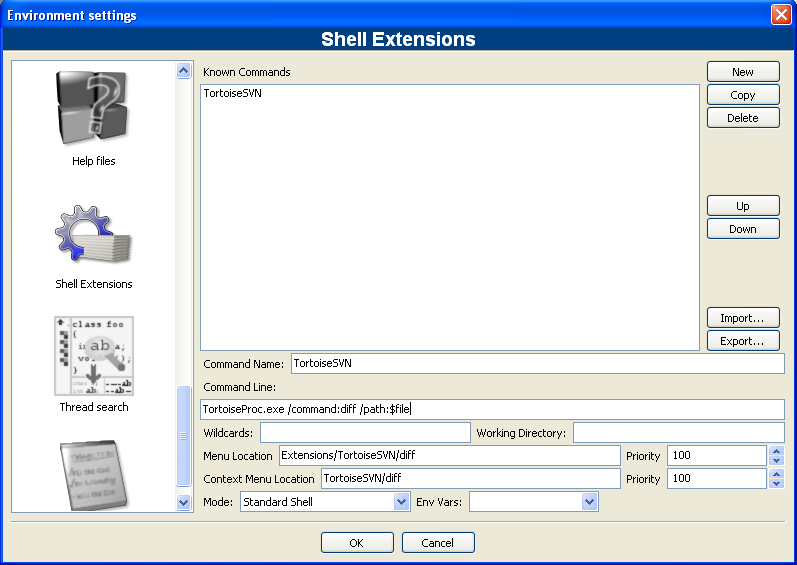 Environment settings
Shell Extensions
Help files
Shell Extensions
class foo
{
ab
Thread search
Known Commands
TortoiseSVN
New
Copy
Delete
Up
Down
Import...
Export...
Command Name: TortoiseSVN
Command Line:
TortoiseProc.exe /command:diff /path:$file
Wildcards: Working Directory:
Menu Location Extensions/TortoiseSVN/diff Priority 100
Context Menu Location TortoiseSVN/diff Priority 100
Mode: Standard Shell Env Vars:
OK Cancel